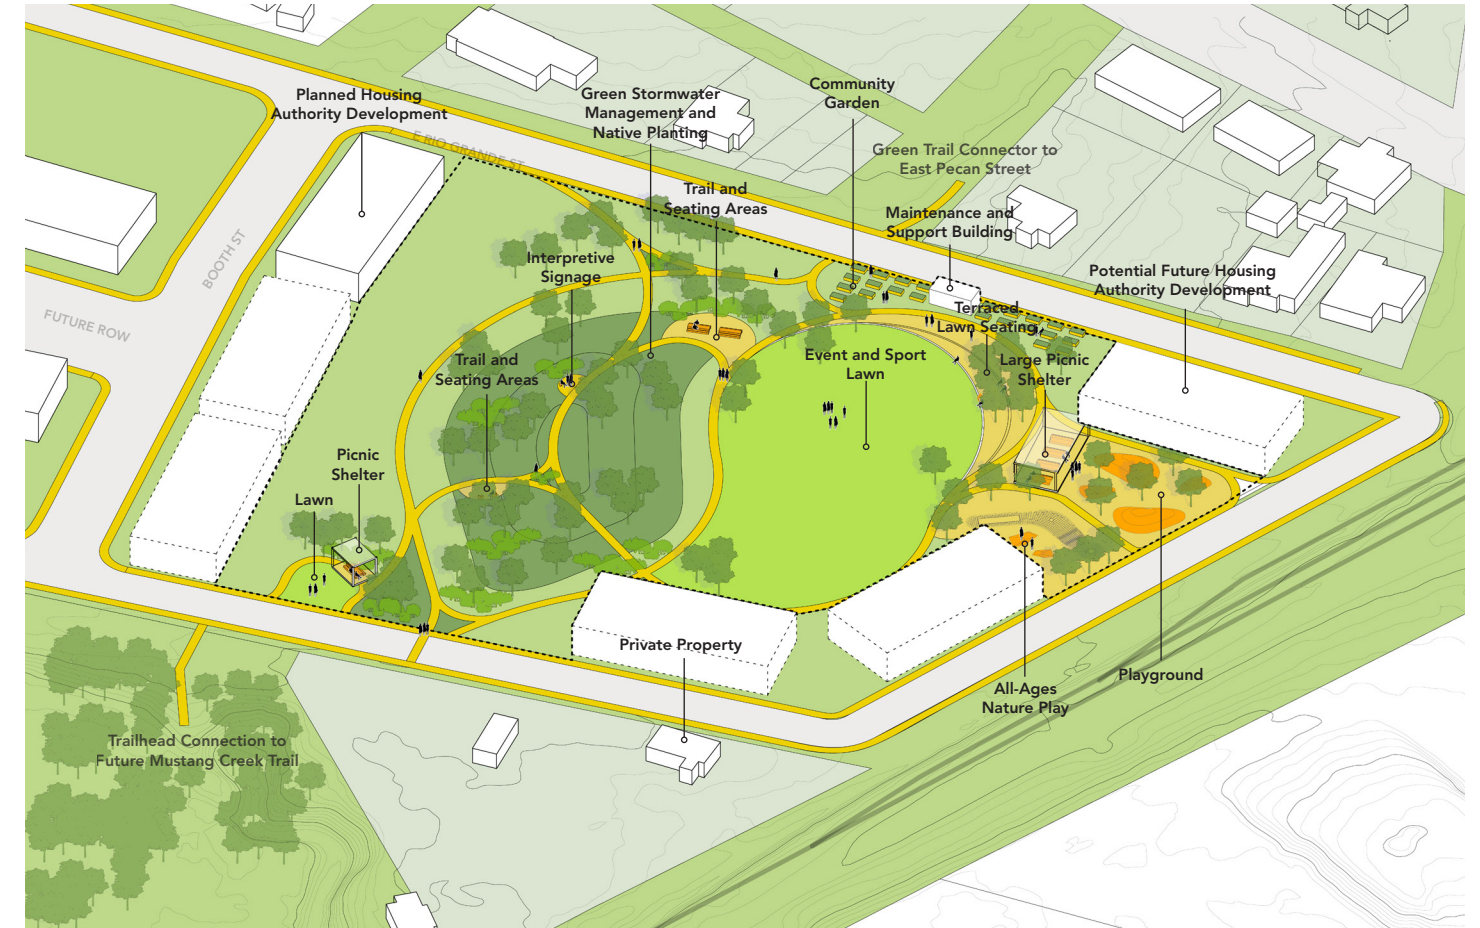 Planned Housing
Authority Development
Green Stormwater
Management and
Native Planting
Community
Garden
E RIO GRANDE ST
Green Trail Connector to
East Pecan Street
Trail and
Seating Areas
Maintenance and
Support Building
BOOTH ST
Interpretive
Signage
Potential Future Housing
Authority Development
FUTURE ROW
Terraced
Lawn Seating
Trail and
Seating Areas
Event and Sport
Lawn
Large Picnic
Shelter
Picnic
Shelter
Lawn
Private Property
Playground
All-Ages
Nature Play
Trailhead Connection to
Future Mustang Creek Trail